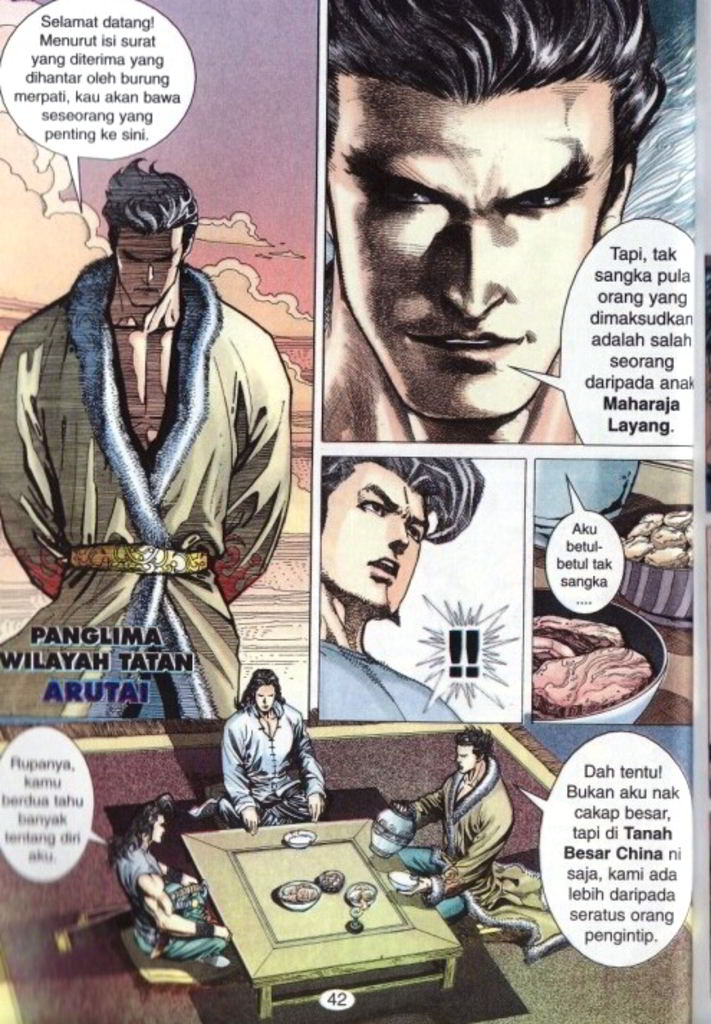 Selamat datang!
Menurut isi surat
yang diterima yang
dihantar oleh burung
merpati, kau akan bawa
seseorang yang
penting ke sini.
Tapi, tak
sangka pula
orang yang
dimaksudkan
adalah salah
seorang
daripada anak
Maharaja
Layang.
PANGLIMA
WILAYAH TATAN
ARUTAI
!!
Aku
betul-
betul tak
sangka
....
Rupanya,
kamu
berdua tahu
banyak
tentang diri
aku.
Dah tentu!
Bukan aku nak
cakap besar,
tapi di Tanah
Besar China ni
saja, kami ada
lebih daripada
seratus orang
pengintip.
42